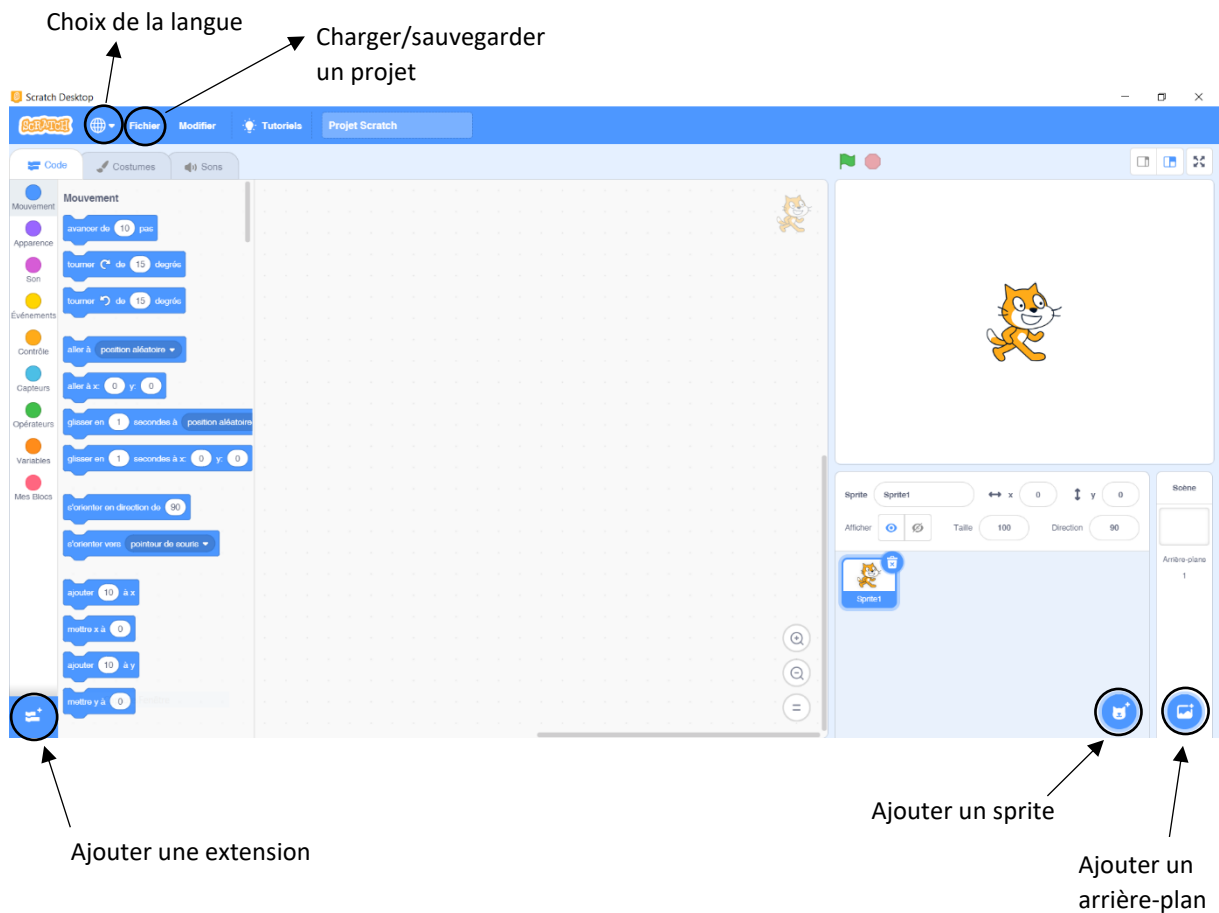 Choix de la langue
Charger/sauvegarder
un projet
Scratch Desktop
SCRATCH Fichier Modifier Tutoriels Projet Scratch
Code Costumes Sons
Mouvement
Apparence
Son
Événements
Contrôle
Capteurs
Opérateurs
Variables
Mes Blocs
Mouvement
avancer de 10 pas
tourner de 15 degrés
tourner de 15 degrés
aller à position aléatoire
aller à x: 0 y: 0
glisser en 1 secondes à position aléatoire
glisser en 1 secondes à x: 0 y: 0
s'orienter en direction de 90
s'orienter vers pointeur de souris
ajouter 10 à x
mettre x à 0
ajouter 10 à y
mettre y à 0
Sprite Sprite1 x 0 y 0
Afficher Taille 100 Direction 90
Sprite1
Scène
Arrière-plans
1
Ajouter un sprite
Ajouter une extension
Ajouter un
arrière-plan